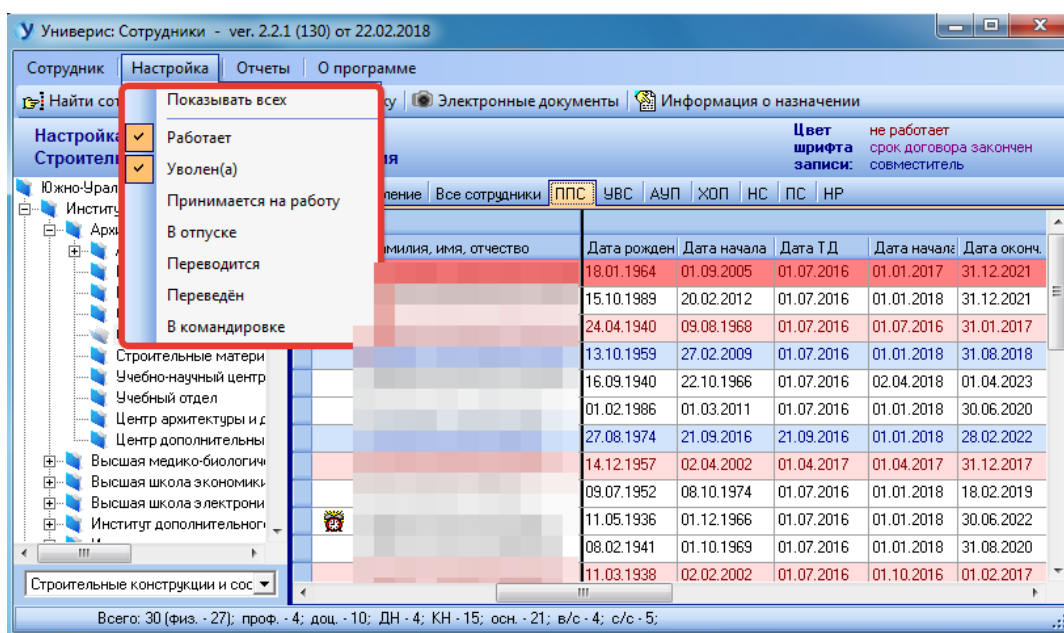 Универис: Сотрудники - ver. 2.2.1 (130) от 22.02.2018
Сотрудник Настройка Отчеты О программе
Найти сот Электронные документы Информация о назначении
Показывать всех
Работает
Уволен(а)
Принимается на работу
В отпуске
Переводится
Переведён
В командировке
Настройка
Цвет шрифта записи:
не работает
срок договора закончен
совместитель
Все сотрудники ППС УВС АУП ХОП НС ПС НР
Южно-Урал
Институ
Архи
Строительные матери
Учебно-научный центр
Учебный отдел
Центр архитектуры и д
Центр дополнительны
Высшая медико-биологиче
Высшая школа экономики
Высшая школа электрони
Институт дополнительног
Строительные конструкции и соc
амилия, имя, отчество Дата рожден Дата начала Дата ТД Дата начала Дата оконч.
18.01.1964 01.09.2005 01.07.2016 01.01.2017 31.12.2021
15.10.1989 20.02.2012 01.07.2016 01.01.2018 31.12.2021
24.04.1940 09.08.1968 01.07.2016 01.07.2016 31.01.2017
13.10.1959 27.02.2009 01.07.2016 01.01.2018 31.08.2018
16.09.1940 22.10.1966 01.07.2016 02.04.2018 01.04.2023
01.02.1986 01.03.2011 01.07.2016 01.01.2018 30.06.2020
27.08.1974 21.09.2016 21.09.2016 01.01.2018 28.02.2022
14.12.1957 02.04.2002 01.04.2017 01.04.2017 31.12.2017
09.07.1952 08.10.1974 01.07.2016 01.01.2018 18.02.2019
11.05.1936 01.12.1966 01.07.2016 01.01.2018 30.06.2022
08.02.1941 01.10.1969 01.07.2016 01.01.2018 31.08.2020
11.03.1938 02.02.2002 01.07.2016 01.10.2016 01.02.2017
Всего: 30 (физ. - 27); проф. - 4; доц. - 10; ДН - 4; КН - 15; осн. - 21; в/с - 4; с/с - 5;